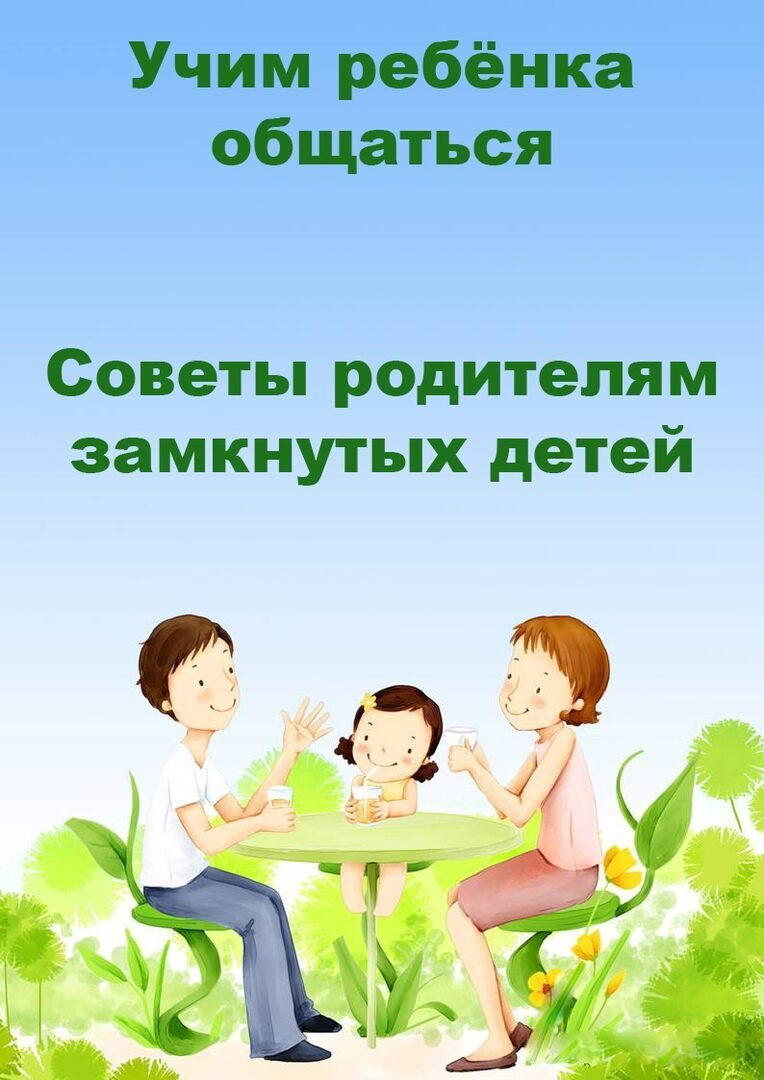 Учим ребёнка
общаться
Советы родителям
замкнутых детей